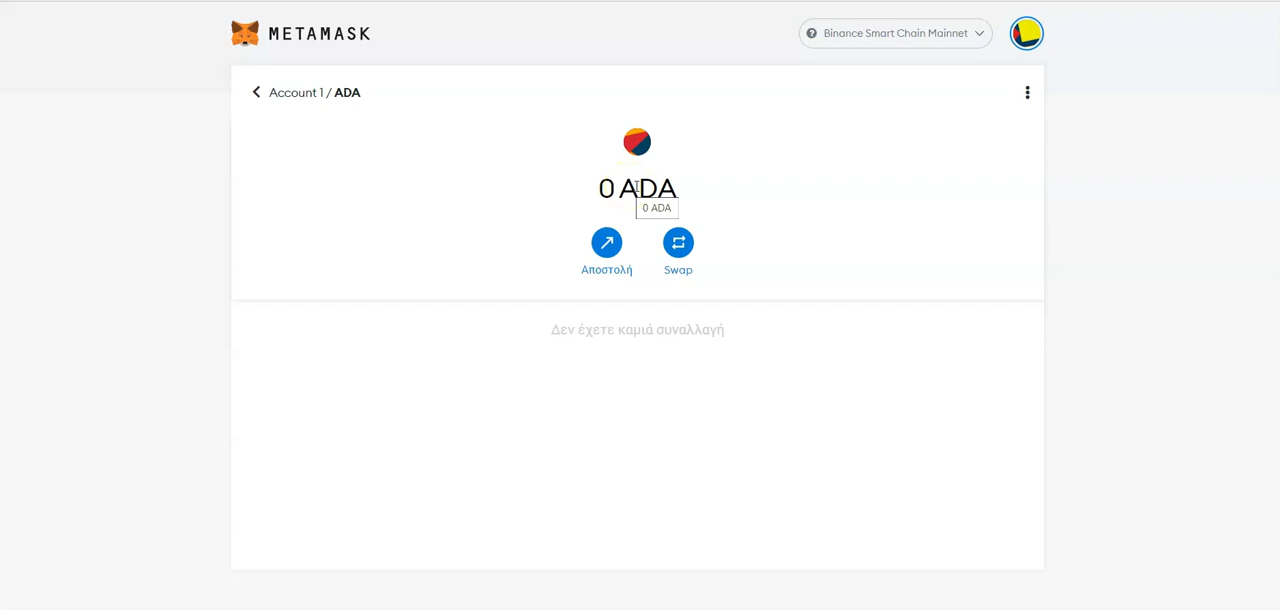 METAMASK
Binance Smart Chain Mainnet
Account 1 / ADA
0 ADA
0 ADA
Αποστολή
Swap
Δεν έχετε καμιά συναλλαγή